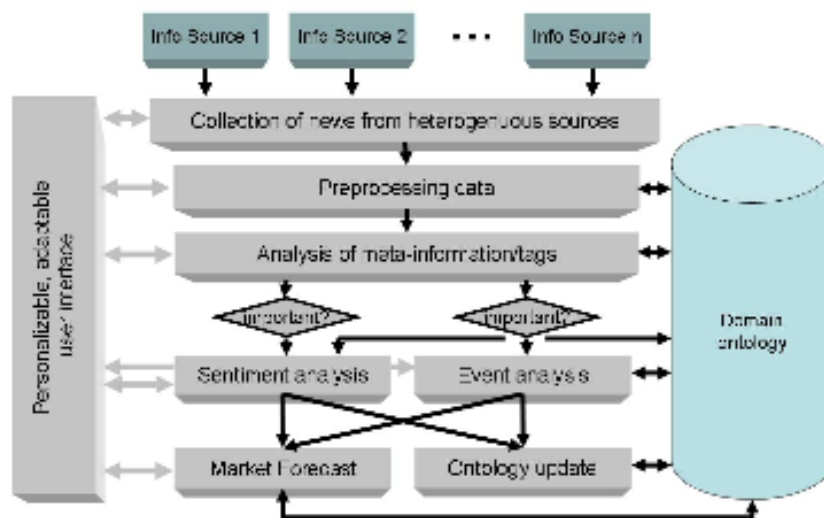 Info Source 1
Info Source 2
Info Source n
Collection of news from heterogenuous sources
Preprocessing data
Analysis of meta-information/tags
important?
important?
Sentiment analysis
Event analysis
Market Forecast
Ontology update
Personalizable, adaptable
user interface
Domain
ontology